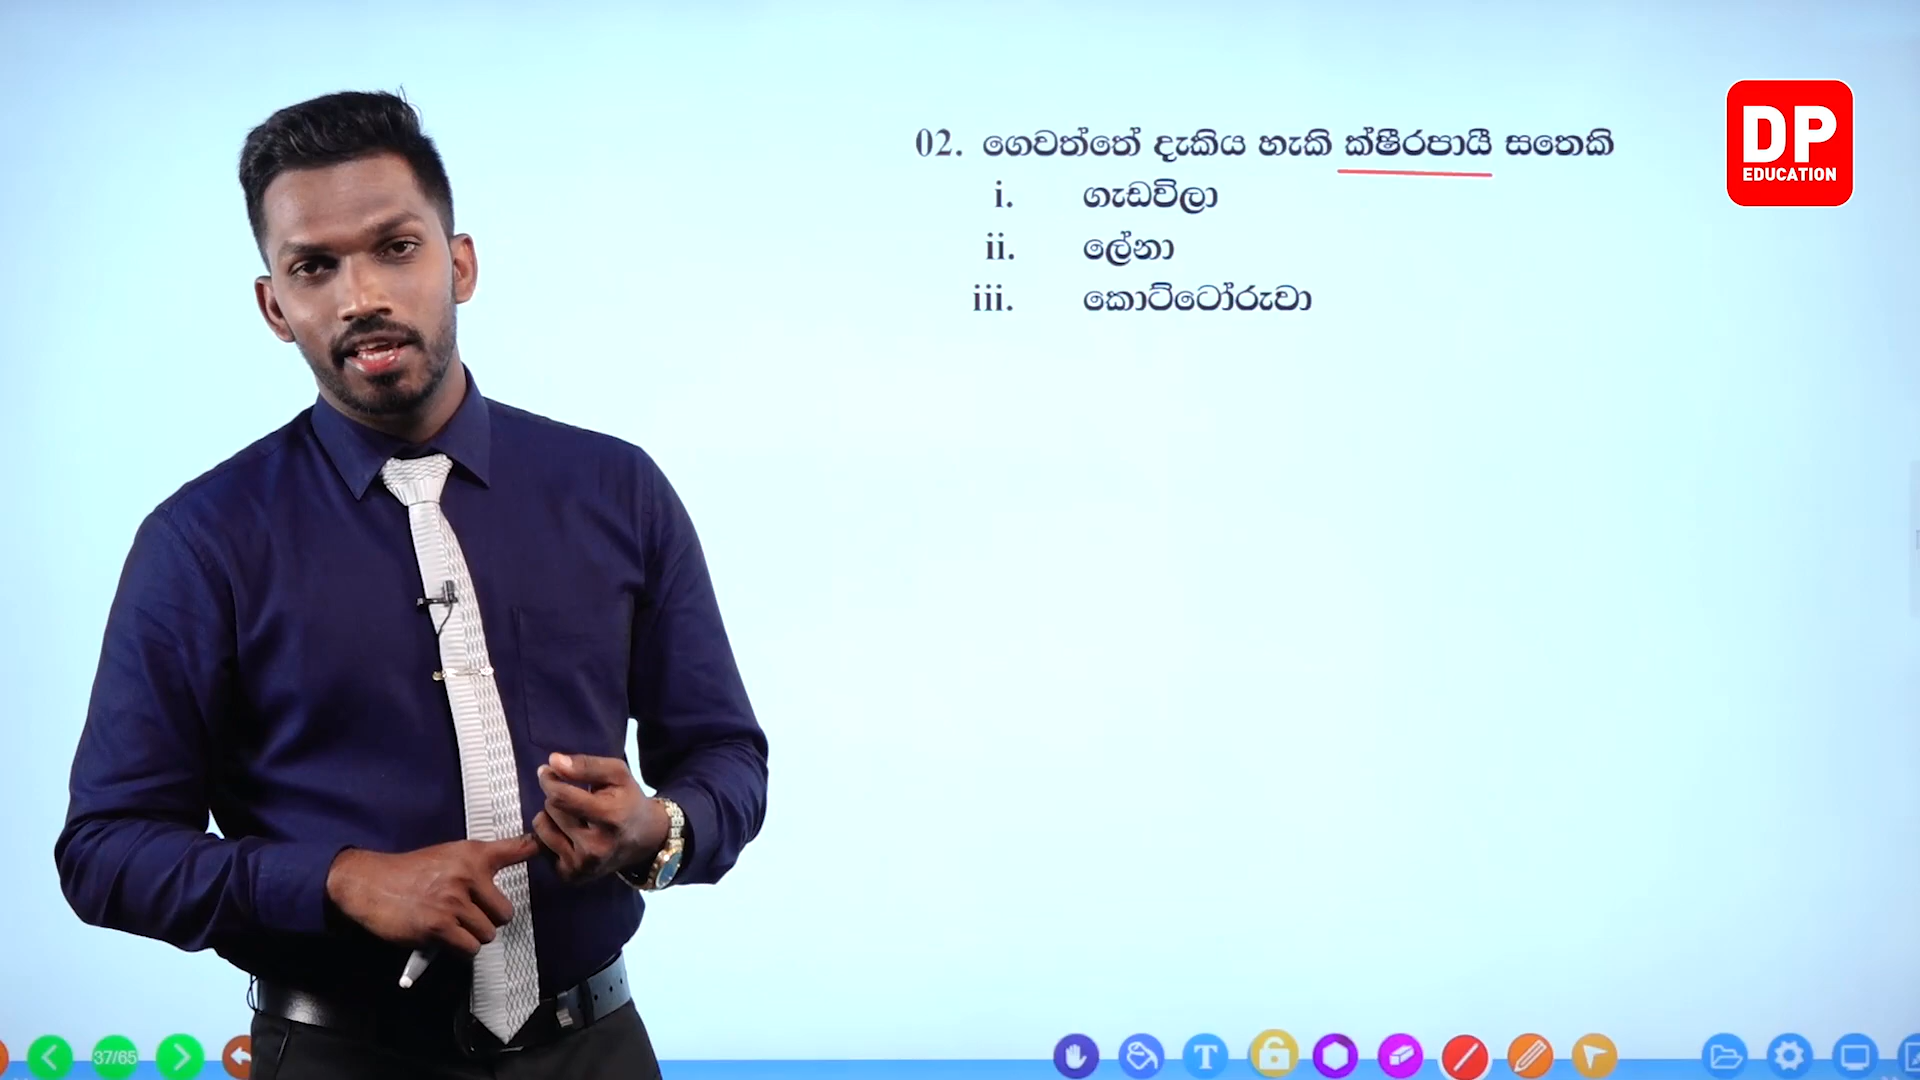 DP
EDUCATION
02. ගෙවත්තේ දැකිය හැකි ක්ෂීරපායී සතෙකි
i. ගැඩවිලා
ii. ලේනා
iii. කොට්ටෝරුවා
37/65
T